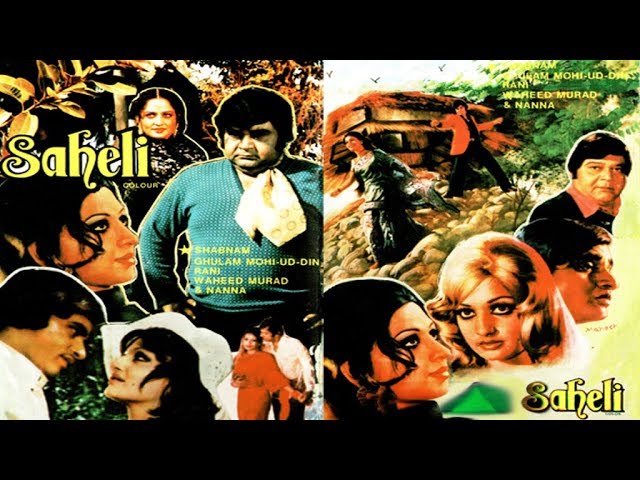 Saheli
COLOUR
SHABNAM
GHULAM MOHI-UD-DIN
RANI
WAHEED MURAD
& NANNA
GHULAM MOHI-UD-DIN
RANI
WAHEED MURAD
& NANNA
Saheli
COLOUR